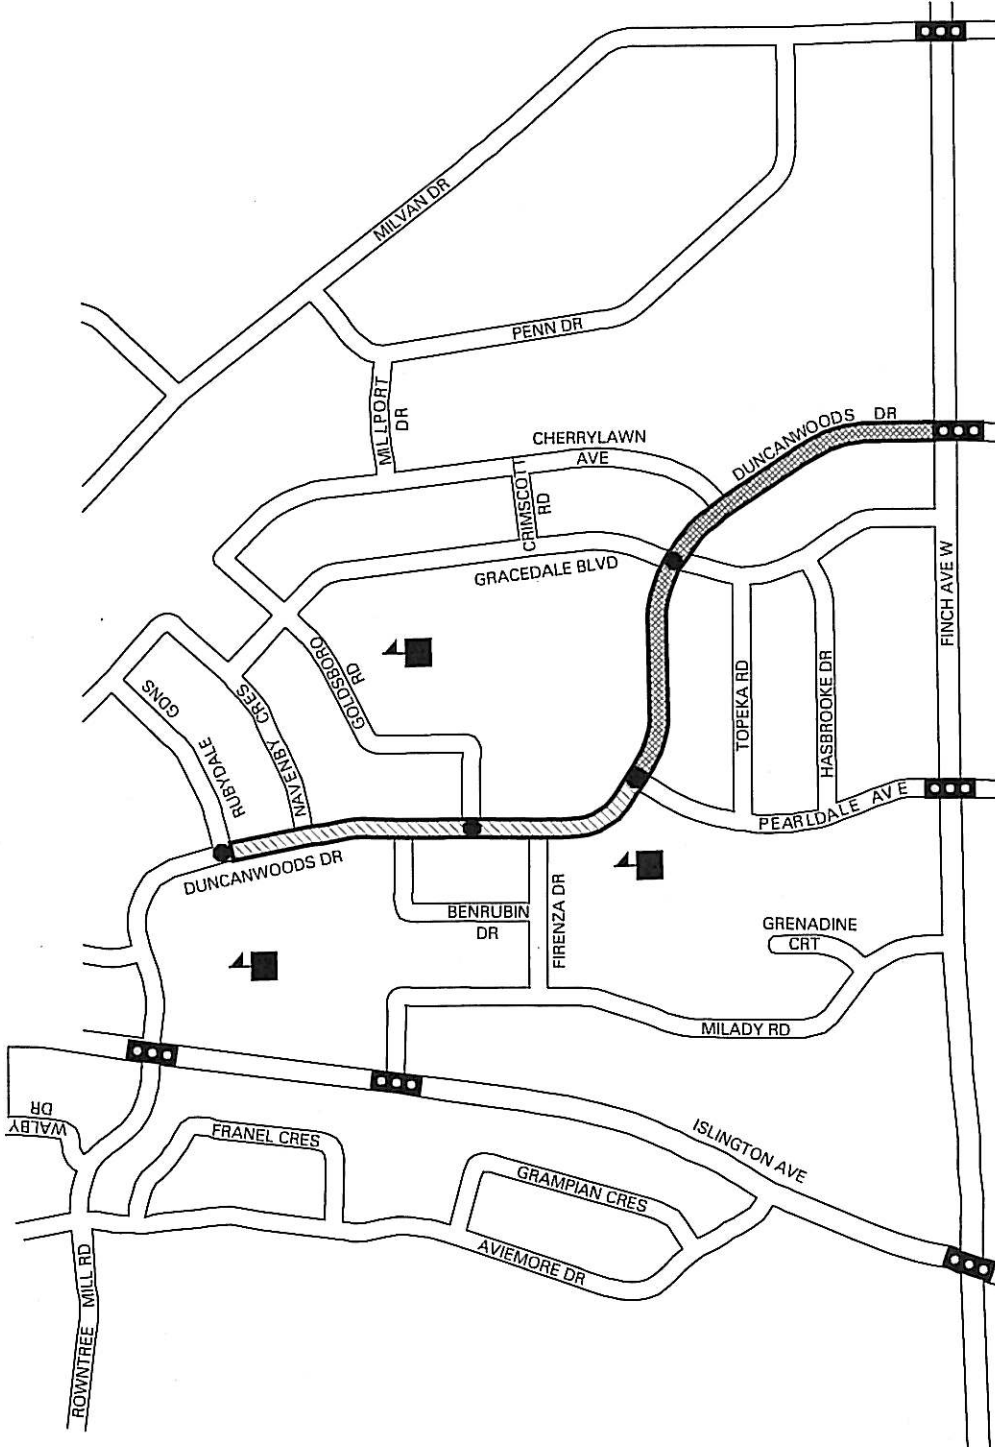 MILVAN DR
PENN DR
MILLPORT
DR
CHERRYLAWN
AVE
DUNCANWOODS DR
CRIMSCOTT
RD
GRACEDALE BLVD
FINCH AVE W
GOLDSBORO
RD
TOPEKA RD
HASBROOKE DR
RUBYDALE GDNS
NAVENBY CRES
PEARLDALE AVE
DUNCANWOODS DR
BENRUBIN
DR
FIRENZA DR
GRENADINE
CRT
MILADY RD
WALBY
DR
FRANEL CRES
ISLINGTON AVE
GRAMPIAN CRES
AVIEMORE DR
ROWNTREE MILL RD